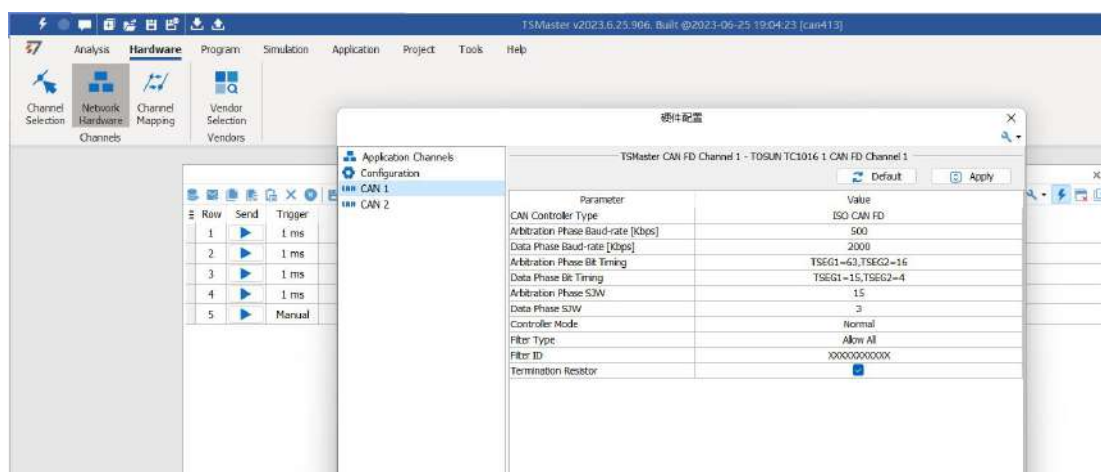 TSMaster v2023.6.25.906. Built @2023-06-25 19:04:23 [can413]
Analysis Hardware Program Simulation Application Project Tools Help
Channel Selection
Network Hardware
Channel Mapping
Vendor Selection
Channels
Vendors
硬件配置
Application Channels
Configuration
CAN 1
CAN 2
TSMaster CAN FD Channel 1 - TOSUN TC1016 1 CAN FD Channel 1
Default Apply
Parameter Value
CAN Controller Type ISO CAN FD
Arbitration Phase Baud-rate [Kbps] 500
Data Phase Baud-rate [Kbps] 2000
Arbitration Phase Bit Timing TSEG1=63,TSEG2=16
Data Phase Bit Timing TSEG1=15,TSEG2=4
Arbitration Phase SJW 15
Data Phase SJW 3
Controller Mode Normal
Filter Type Allow All
Filter ID XXXXXXXXXXX
Termination Resistor
Row Send Trigger
1 1 ms
2 1 ms
3 1 ms
4 1 ms
5 Manual